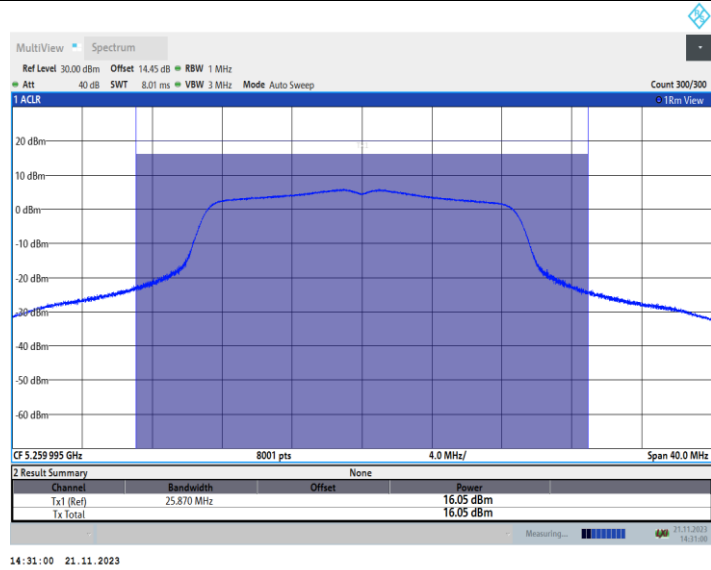 MultiView Spectrum
Ref Level 30.00 dBm Offset 14.45 dB RBW 1 MHz
Att 40 dB SWT 8.01 ms VBW 3 MHz Mode Auto Sweep Count 300/300
1 ACLR 1Rm View
20 dBm
10 dBm
0 dBm
-10 dBm
-20 dBm
-30 dBm
-40 dBm
-50 dBm
-60 dBm
CF 5.259995 GHz 8001 pts 4.0 MHz/ Span 40.0 MHz
2 Result Summary None
Channel Bandwidth Offset Power
Tx1 (Ref) 25.870 MHz 16.05 dBm
Tx Total 16.05 dBm
Measuring... 21.11.2023
14:31:00
14:31:00 21.11.2023